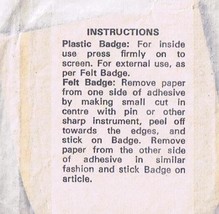 INSTRUCTIONS
Plastic Badge: For inside
use press firmly on to
screen. For external use, as
per Felt Badge.
Felt Badge: Remove paper
from one side of adhesive
by making small cut in
centre with pin or other
sharp instrument, peel off
towards the edges, and
stick on Badge. Remove
paper from the other side
of adhesive in similar
fashion and stick Badge on
article.